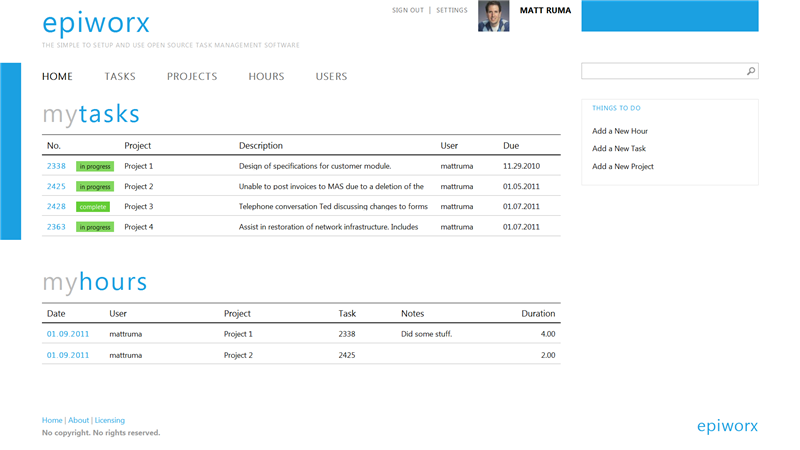 epiworx
THE SIMPLE TO SETUP AND USE OPEN SOURCE TASK MANAGEMENT SOFTWARE
SIGN OUT | SETTINGS
MATT RUMA
HOME TASKS PROJECTS HOURS USERS
mytasks
No. Project Description User Due
2338 in progress Project 1 Design of specifications for customer module. mattruma 11.29.2010
2425 in progress Project 2 Unable to post invoices to MAS due to a deletion of the mattruma 01.05.2011
2428 complete Project 3 Telephone conversation Ted discussing changes to forms mattruma 01.07.2011
2363 in progress Project 4 Assist in restoration of network infrastructure. Includes mattruma 01.07.2011
myhours
Date User Project Task Notes Duration
01.09.2011 mattruma Project 1 2338 Did some stuff. 4.00
01.09.2011 mattruma Project 2 2425 2.00
THINGS TO DO
Add a New Hour
Add a New Task
Add a New Project
Home | About | Licensing
No copyright. No rights reserved.
epiworx